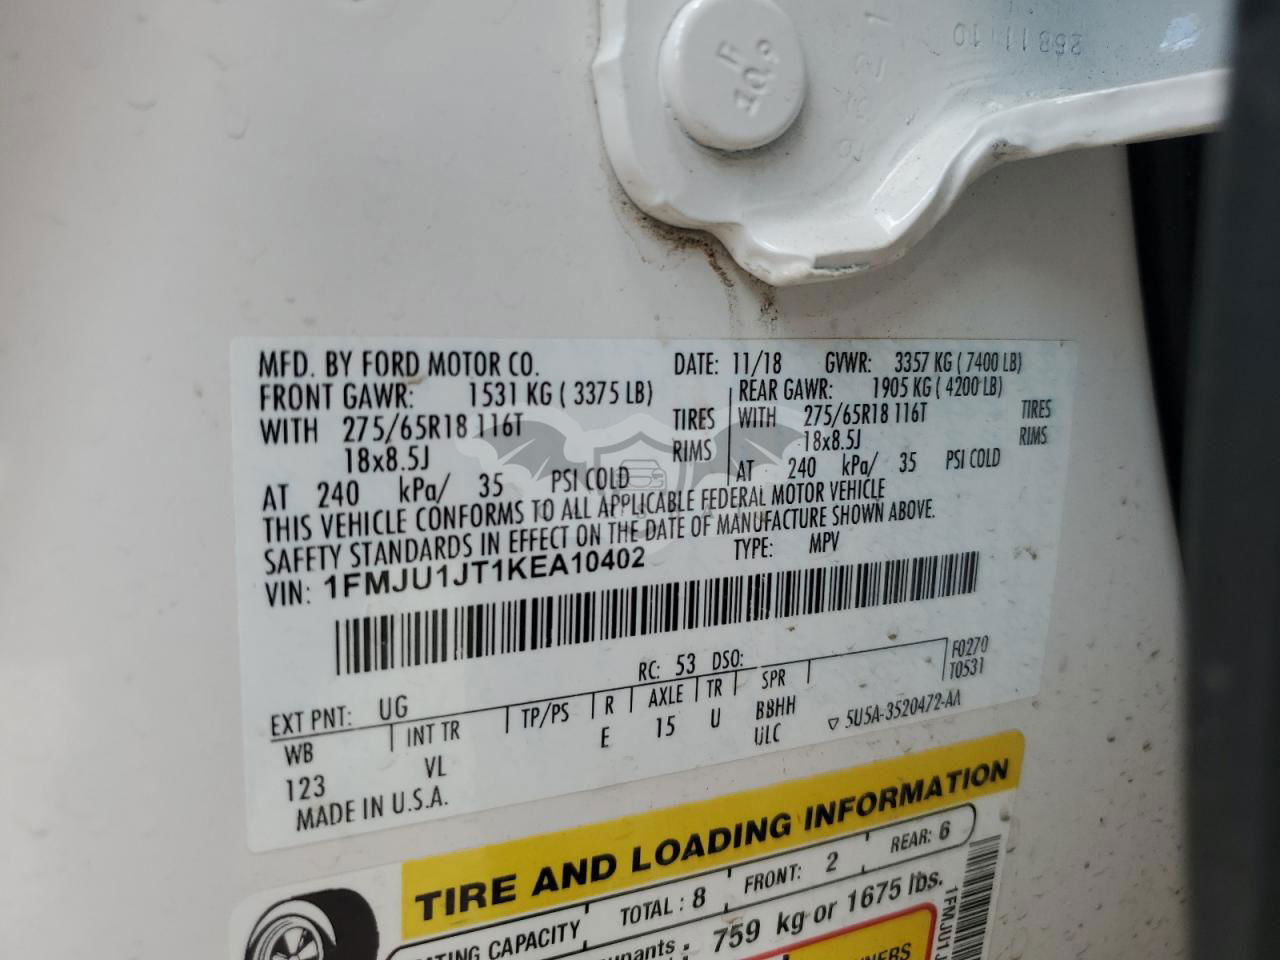 F
10.9
26811 10
MFD. BY FORD MOTOR CO. DATE: 11/18 GVWR: 3357 KG ( 7400 LB)
FRONT GAWR: 1531 KG ( 3375 LB) REAR GAWR: 1905 KG ( 4200 LB)
WITH 275/65R18 116T TIRES WITH 275/65R18 116T TIRES
18x8.5J RIMS 18x8.5J RIMS
AT 240 kPa/ 35 PSI COLD AT 240 kPa/ 35 PSI COLD
THIS VEHICLE CONFORMS TO ALL APPLICABLE FEDERAL MOTOR VEHICLE
SAFETY STANDARDS IN EFFECT ON THE DATE OF MANUFACTURE SHOWN ABOVE.
VIN: 1FMJU1JT1KEA10402 TYPE: MPV
RC: 53 DSO: F0270
T0531
EXT PNT: UG
WB INT TR TP/PS R AXLE TR SPR
123 VL E 15 U BBHH
ULC
▽ 5U5A-3520472-AA
MADE IN U.S.A.
TIRE AND LOADING INFORMATION
CAPACITY TOTAL : 8 FRONT: 2 REAR: 6
759 kg or 1675 lbs.
1FMJU1J